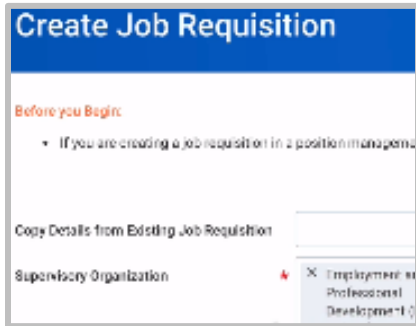 Create Job Requisition
Before you Begin:
• If you are creating a job requisition in a position manageme
Copy Details from Existing Job Requisition
Supervisory Organization * × Employment an
Professional
Development (